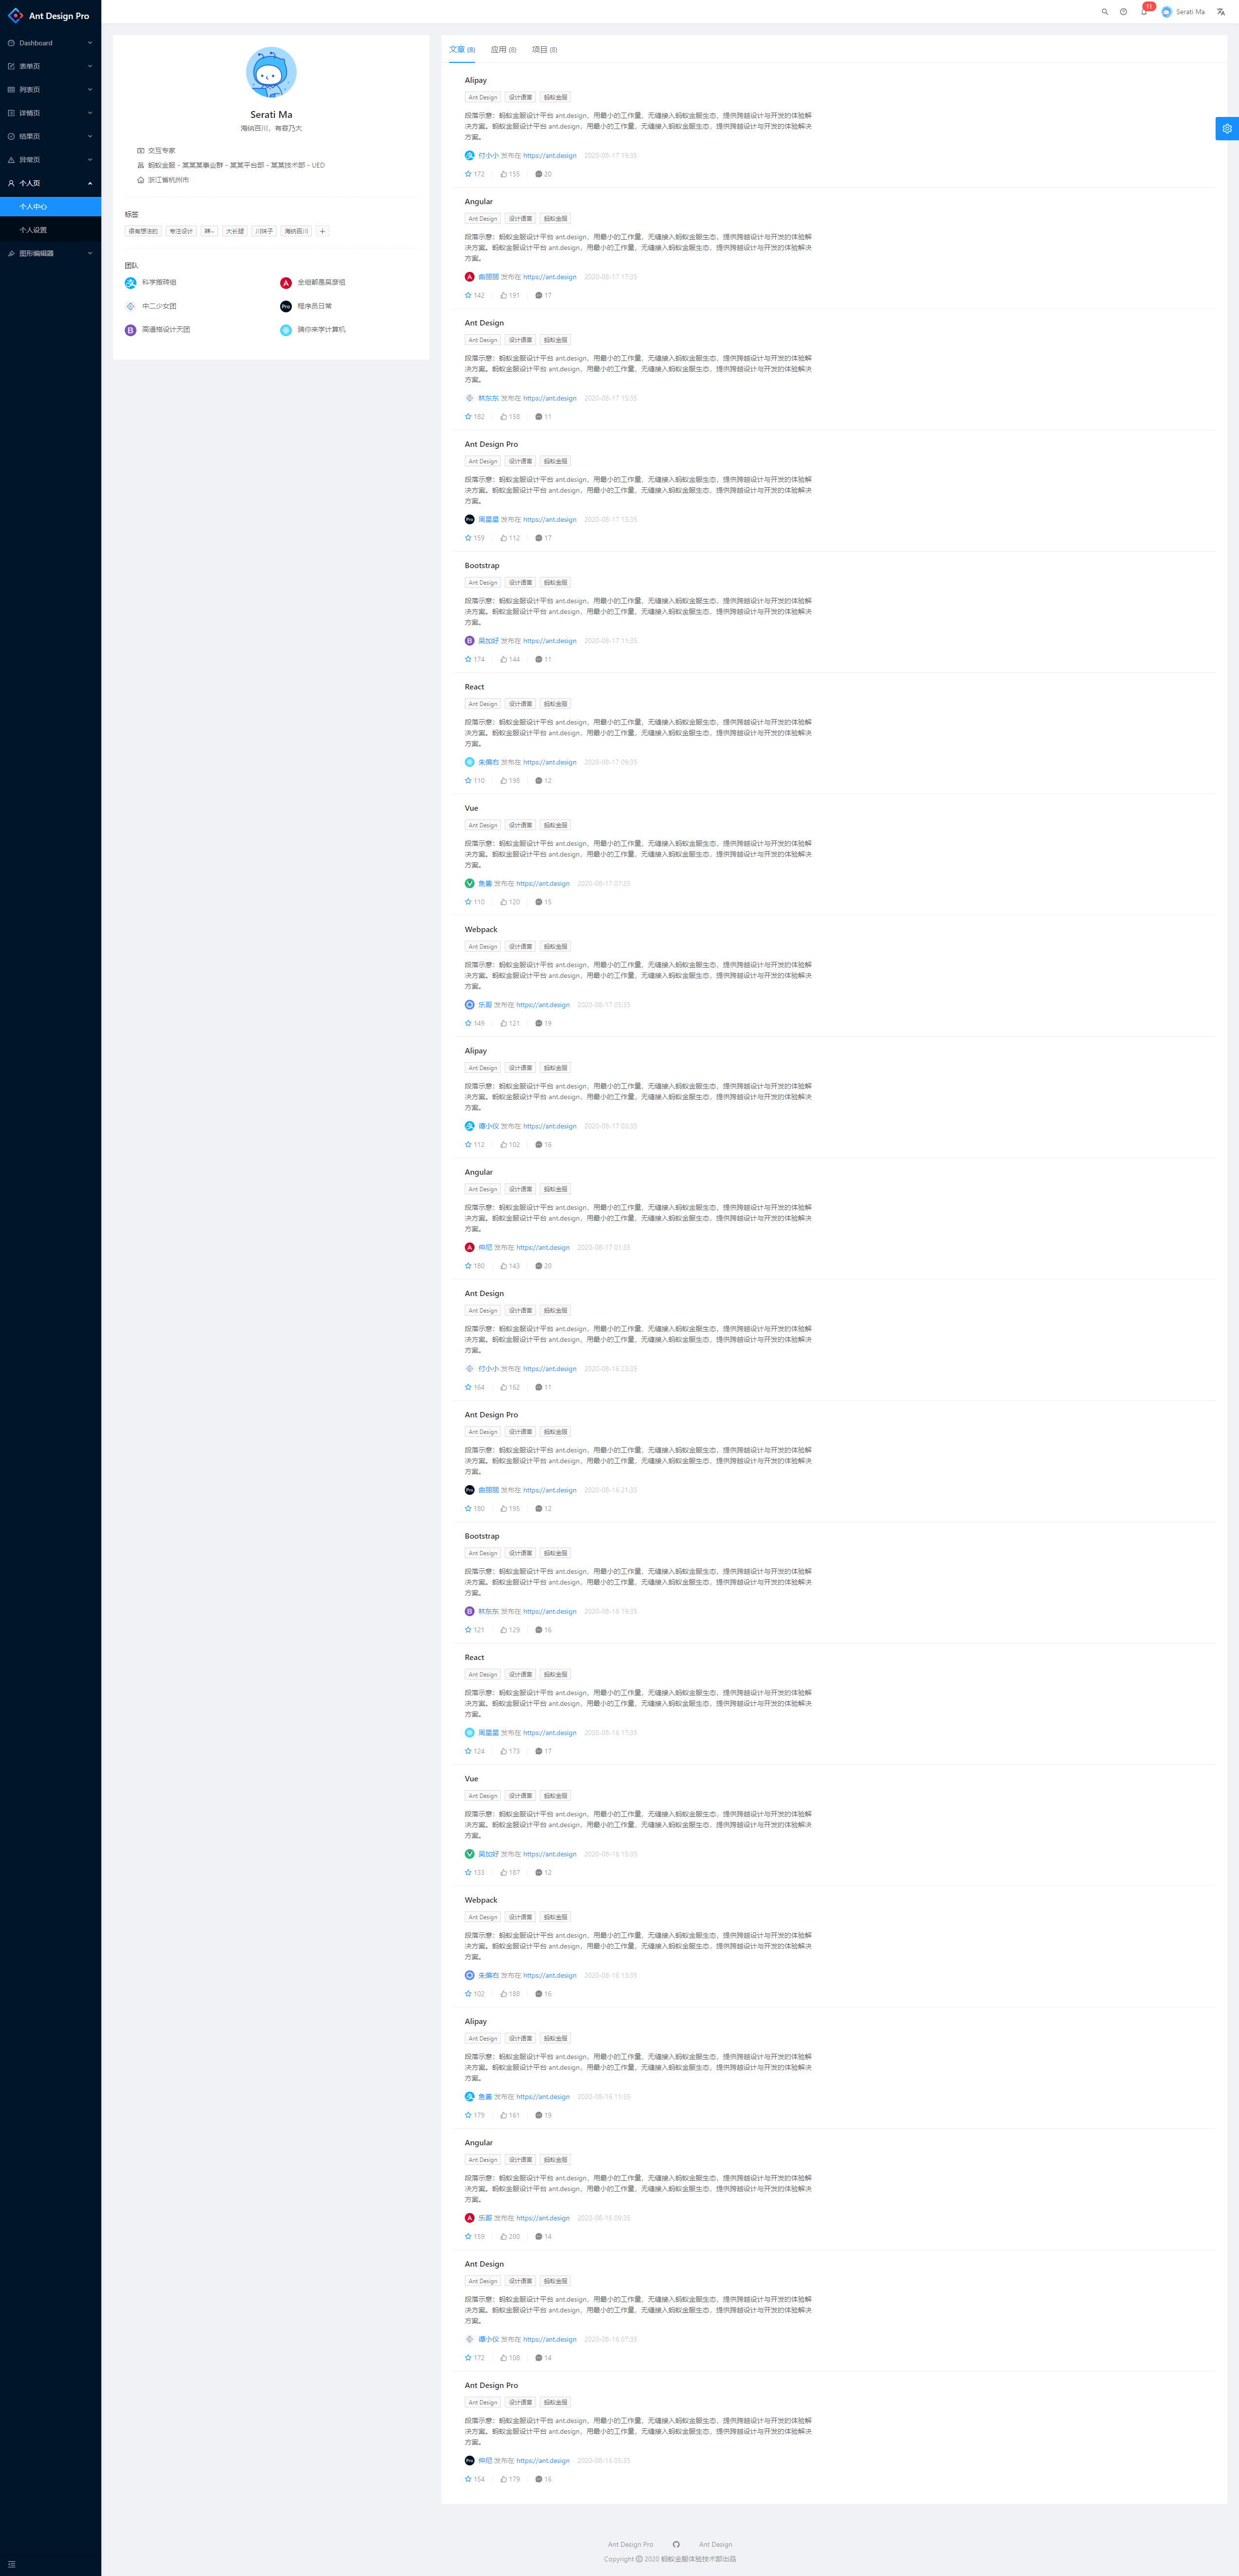 Ant Design Pro
11
Serati Ma
Dashboard
表单页
列表页
详情页
结果页
异常页
个人页
个人中心
个人设置
图形编辑器
Serati Ma
海纳百川，有容乃大
交互专家
蚂蚁金服－某某某事业群－某某平台部－某某技术部－UED
浙江省杭州市
标签
很有想法的 专注设计 辣~ 大长腿 川妹子 海纳百川
团队
科学搬砖组 全组都是吴彦祖
中二少女团 程序员日常
高逼格设计天团 骗你来学计算机
文章 (8) 应用 (8) 项目 (8)
Alipay
Ant Design 设计语言 蚂蚁金服
段落示意：蚂蚁金服设计平台 ant.design，用最小的工作量，无缝接入蚂蚁金服生态，提供跨越设计与开发的体验解
决方案。蚂蚁金服设计平台 ant.design，用最小的工作量，无缝接入蚂蚁金服生态，提供跨越设计与开发的体验解决
方案。
付小小 发布在 https://ant.design 2020-08-17 19:35
172 155 20
Angular
Ant Design 设计语言 蚂蚁金服
段落示意：蚂蚁金服设计平台 ant.design，用最小的工作量，无缝接入蚂蚁金服生态，提供跨越设计与开发的体验解
决方案。蚂蚁金服设计平台 ant.design，用最小的工作量，无缝接入蚂蚁金服生态，提供跨越设计与开发的体验解决
方案。
曲丽丽 发布在 https://ant.design 2020-08-17 17:35
142 191 17
Ant Design
Ant Design 设计语言 蚂蚁金服
段落示意：蚂蚁金服设计平台 ant.design，用最小的工作量，无缝接入蚂蚁金服生态，提供跨越设计与开发的体验解
决方案。蚂蚁金服设计平台 ant.design，用最小的工作量，无缝接入蚂蚁金服生态，提供跨越设计与开发的体验解决
方案。
林东东 发布在 https://ant.design 2020-08-17 15:35
182 158 11
Ant Design Pro
Ant Design 设计语言 蚂蚁金服
段落示意：蚂蚁金服设计平台 ant.design，用最小的工作量，无缝接入蚂蚁金服生态，提供跨越设计与开发的体验解
决方案。蚂蚁金服设计平台 ant.design，用最小的工作量，无缝接入蚂蚁金服生态，提供跨越设计与开发的体验解决
方案。
周星星 发布在 https://ant.design 2020-08-17 13:35
159 112 17
Bootstrap
Ant Design 设计语言 蚂蚁金服
段落示意：蚂蚁金服设计平台 ant.design，用最小的工作量，无缝接入蚂蚁金服生态，提供跨越设计与开发的体验解
决方案。蚂蚁金服设计平台 ant.design，用最小的工作量，无缝接入蚂蚁金服生态，提供跨越设计与开发的体验解决
方案。
吴加好 发布在 https://ant.design 2020-08-17 11:35
174 144 11
React
Ant Design 设计语言 蚂蚁金服
段落示意：蚂蚁金服设计平台 ant.design，用最小的工作量，无缝接入蚂蚁金服生态，提供跨越设计与开发的体验解
决方案。蚂蚁金服设计平台 ant.design，用最小的工作量，无缝接入蚂蚁金服生态，提供跨越设计与开发的体验解决
方案。
朱偏右 发布在 https://ant.design 2020-08-17 09:35
110 198 12
Vue
Ant Design 设计语言 蚂蚁金服
段落示意：蚂蚁金服设计平台 ant.design，用最小的工作量，无缝接入蚂蚁金服生态，提供跨越设计与开发的体验解
决方案。蚂蚁金服设计平台 ant.design，用最小的工作量，无缝接入蚂蚁金服生态，提供跨越设计与开发的体验解决
方案。
鱼酱 发布在 https://ant.design 2020-08-17 07:35
110 120 15
Webpack
Ant Design 设计语言 蚂蚁金服
段落示意：蚂蚁金服设计平台 ant.design，用最小的工作量，无缝接入蚂蚁金服生态，提供跨越设计与开发的体验解
决方案。蚂蚁金服设计平台 ant.design，用最小的工作量，无缝接入蚂蚁金服生态，提供跨越设计与开发的体验解决
方案。
乐哥 发布在 https://ant.design 2020-08-17 05:35
149 121 19
Alipay
Ant Design 设计语言 蚂蚁金服
段落示意：蚂蚁金服设计平台 ant.design，用最小的工作量，无缝接入蚂蚁金服生态，提供跨越设计与开发的体验解
决方案。蚂蚁金服设计平台 ant.design，用最小的工作量，无缝接入蚂蚁金服生态，提供跨越设计与开发的体验解决
方案。
谭小仪 发布在 https://ant.design 2020-08-17 03:35
112 102 16
Angular
Ant Design 设计语言 蚂蚁金服
段落示意：蚂蚁金服设计平台 ant.design，用最小的工作量，无缝接入蚂蚁金服生态，提供跨越设计与开发的体验解
决方案。蚂蚁金服设计平台 ant.design，用最小的工作量，无缝接入蚂蚁金服生态，提供跨越设计与开发的体验解决
方案。
仲尼 发布在 https://ant.design 2020-08-17 01:35
180 143 20
Ant Design
Ant Design 设计语言 蚂蚁金服
段落示意：蚂蚁金服设计平台 ant.design，用最小的工作量，无缝接入蚂蚁金服生态，提供跨越设计与开发的体验解
决方案。蚂蚁金服设计平台 ant.design，用最小的工作量，无缝接入蚂蚁金服生态，提供跨越设计与开发的体验解决
方案。
付小小 发布在 https://ant.design 2020-08-16 23:35
164 162 11
Ant Design Pro
Ant Design 设计语言 蚂蚁金服
段落示意：蚂蚁金服设计平台 ant.design，用最小的工作量，无缝接入蚂蚁金服生态，提供跨越设计与开发的体验解
决方案。蚂蚁金服设计平台 ant.design，用最小的工作量，无缝接入蚂蚁金服生态，提供跨越设计与开发的体验解决
方案。
曲丽丽 发布在 https://ant.design 2020-08-16 21:35
180 195 12
Bootstrap
Ant Design 设计语言 蚂蚁金服
段落示意：蚂蚁金服设计平台 ant.design，用最小的工作量，无缝接入蚂蚁金服生态，提供跨越设计与开发的体验解
决方案。蚂蚁金服设计平台 ant.design，用最小的工作量，无缝接入蚂蚁金服生态，提供跨越设计与开发的体验解决
方案。
林东东 发布在 https://ant.design 2020-08-16 19:35
121 129 16
React
Ant Design 设计语言 蚂蚁金服
段落示意：蚂蚁金服设计平台 ant.design，用最小的工作量，无缝接入蚂蚁金服生态，提供跨越设计与开发的体验解
决方案。蚂蚁金服设计平台 ant.design，用最小的工作量，无缝接入蚂蚁金服生态，提供跨越设计与开发的体验解决
方案。
周星星 发布在 https://ant.design 2020-08-16 17:35
124 173 17
Vue
Ant Design 设计语言 蚂蚁金服
段落示意：蚂蚁金服设计平台 ant.design，用最小的工作量，无缝接入蚂蚁金服生态，提供跨越设计与开发的体验解
决方案。蚂蚁金服设计平台 ant.design，用最小的工作量，无缝接入蚂蚁金服生态，提供跨越设计与开发的体验解决
方案。
吴加好 发布在 https://ant.design 2020-08-16 15:35
133 187 12
Webpack
Ant Design 设计语言 蚂蚁金服
段落示意：蚂蚁金服设计平台 ant.design，用最小的工作量，无缝接入蚂蚁金服生态，提供跨越设计与开发的体验解
决方案。蚂蚁金服设计平台 ant.design，用最小的工作量，无缝接入蚂蚁金服生态，提供跨越设计与开发的体验解决
方案。
朱偏右 发布在 https://ant.design 2020-08-16 13:35
102 188 16
Alipay
Ant Design 设计语言 蚂蚁金服
段落示意：蚂蚁金服设计平台 ant.design，用最小的工作量，无缝接入蚂蚁金服生态，提供跨越设计与开发的体验解
决方案。蚂蚁金服设计平台 ant.design，用最小的工作量，无缝接入蚂蚁金服生态，提供跨越设计与开发的体验解决
方案。
鱼酱 发布在 https://ant.design 2020-08-16 11:35
179 161 19
Angular
Ant Design 设计语言 蚂蚁金服
段落示意：蚂蚁金服设计平台 ant.design，用最小的工作量，无缝接入蚂蚁金服生态，提供跨越设计与开发的体验解
决方案。蚂蚁金服设计平台 ant.design，用最小的工作量，无缝接入蚂蚁金服生态，提供跨越设计与开发的体验解决
方案。
乐哥 发布在 https://ant.design 2020-08-16 09:35
159 200 14
Ant Design
Ant Design 设计语言 蚂蚁金服
段落示意：蚂蚁金服设计平台 ant.design，用最小的工作量，无缝接入蚂蚁金服生态，提供跨越设计与开发的体验解
决方案。蚂蚁金服设计平台 ant.design，用最小的工作量，无缝接入蚂蚁金服生态，提供跨越设计与开发的体验解决
方案。
谭小仪 发布在 https://ant.design 2020-08-16 07:35
172 108 14
Ant Design Pro
Ant Design 设计语言 蚂蚁金服
段落示意：蚂蚁金服设计平台 ant.design，用最小的工作量，无缝接入蚂蚁金服生态，提供跨越设计与开发的体验解
决方案。蚂蚁金服设计平台 ant.design，用最小的工作量，无缝接入蚂蚁金服生态，提供跨越设计与开发的体验解决
方案。
仲尼 发布在 https://ant.design 2020-08-16 05:35
154 179 16
Ant Design Pro Ant Design
Copyright © 2020 蚂蚁金服体验技术部出品